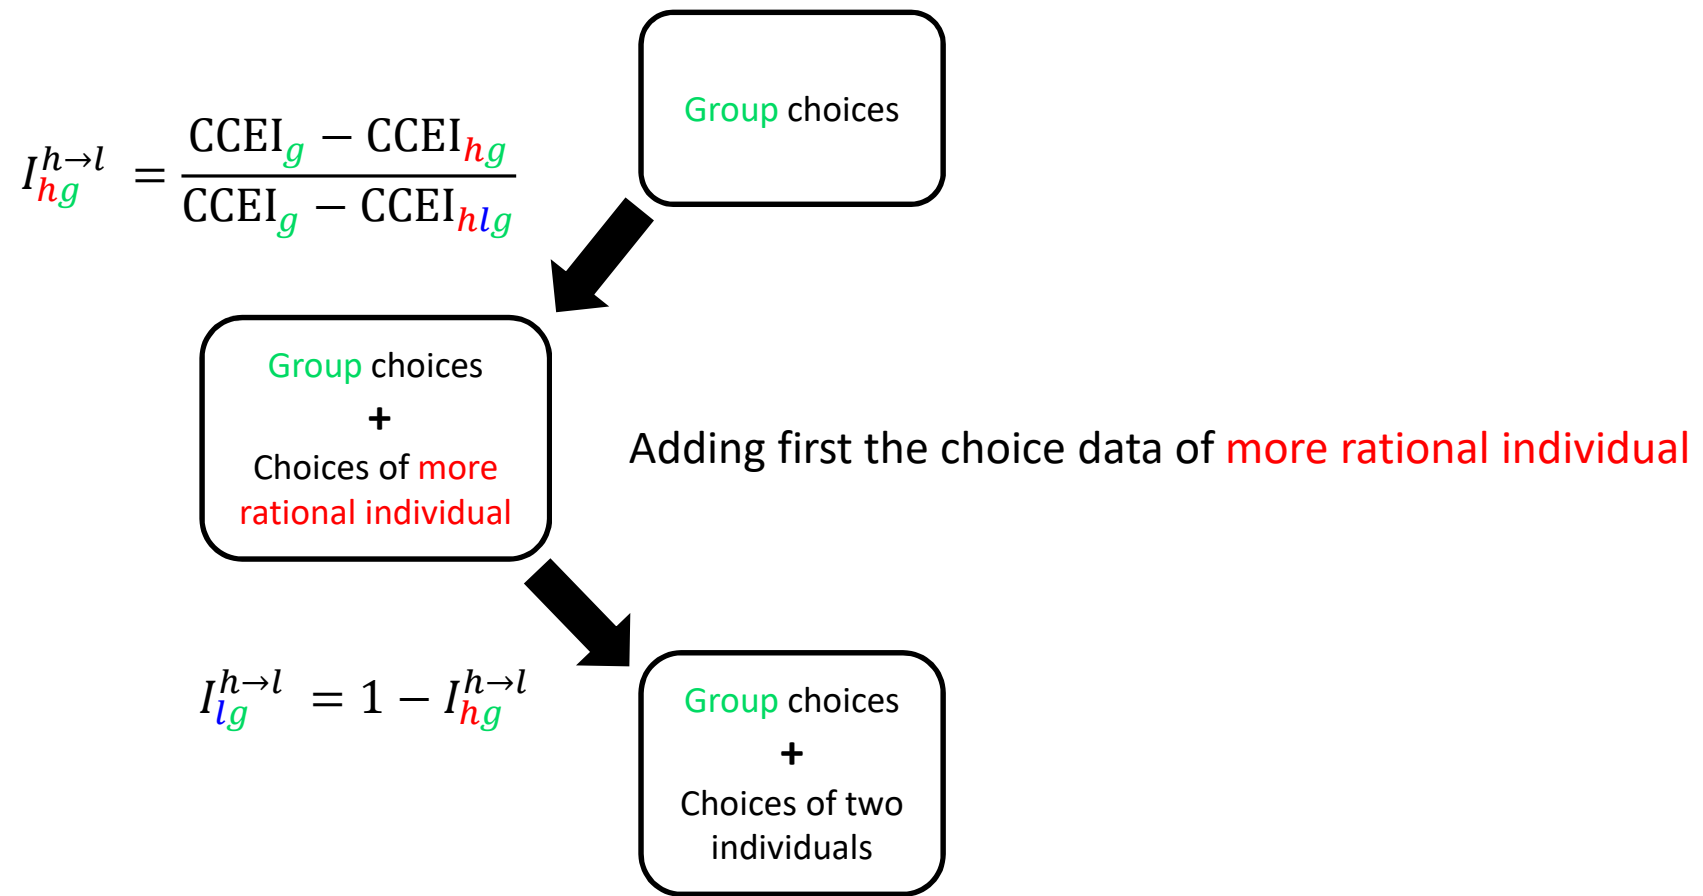 Group choices
I_{hg}^{h→l} = \frac{CCEI_g − CCEI_{hg}}{CCEI_g − CCEI_{hlg}}
Group choices
+
Choices of more
rational individual
Adding first the choice data of more rational individual
I_{lg}^{h→l} = 1 − I_{hg}^{h→l}
Group choices
+
Choices of two
individuals